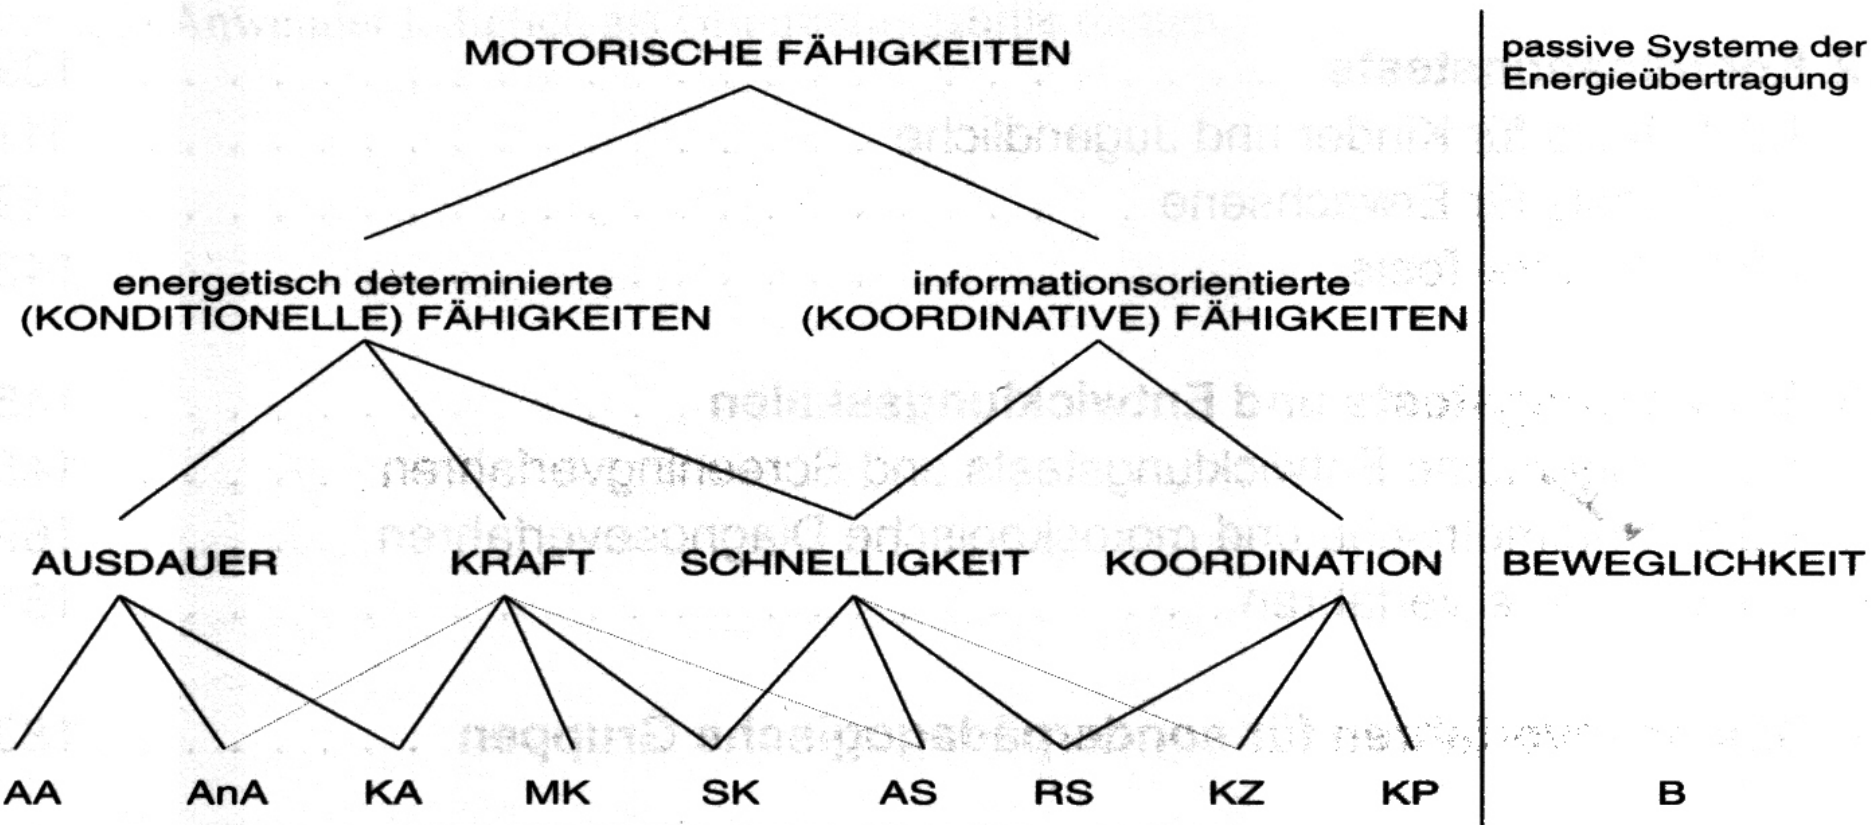 MOTORISCHE FÄHIGKEITEN
passive Systeme der
Energieübertragung
energetisch determinierte
(KONDITIONELLE) FÄHIGKEITEN
informationsorientierte
(KOORDINATIVE) FÄHIGKEITEN
AUSDAUER
KRAFT
SCHNELLIGKEIT
KOORDINATION
BEWEGLICHKEIT
AA
AnA
KA
MK
SK
AS
RS
KZ
KP
B